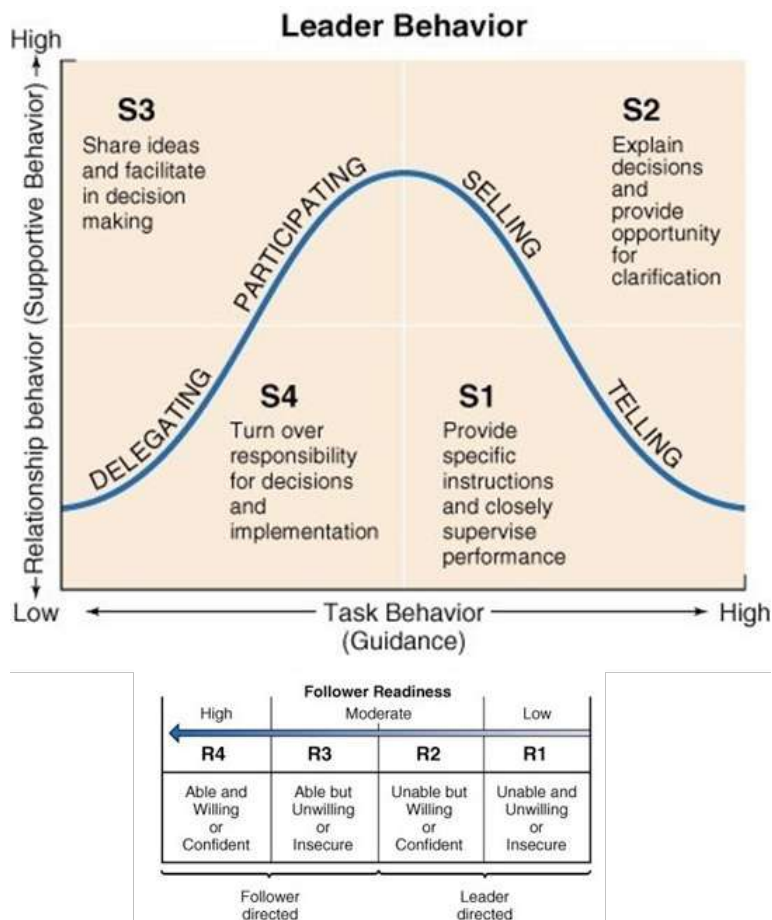 Leader Behavior
High
Relationship behavior (Supportive Behavior)
S3
Share ideas
and facilitate
in decision
making
S2
Explain
decisions
and
provide
opportunity
for
clarification
PARTICIPATING
SELLING
DELEGATING
TELLING
S4
Turn over
responsibility
for decisions
and
implementation
S1
Provide
specific
instructions
and closely
supervise
performance
Low
Task Behavior
(Guidance)
High
Follower Readiness
High
Moderate
Low
R4
R3
R2
R1
Able and
Willing
or
Confident
Able but
Unwilling
or
Insecure
Unable but
Willing
or
Confident
Unable and
Unwilling
or
Insecure
Follower
directed
Leader
directed